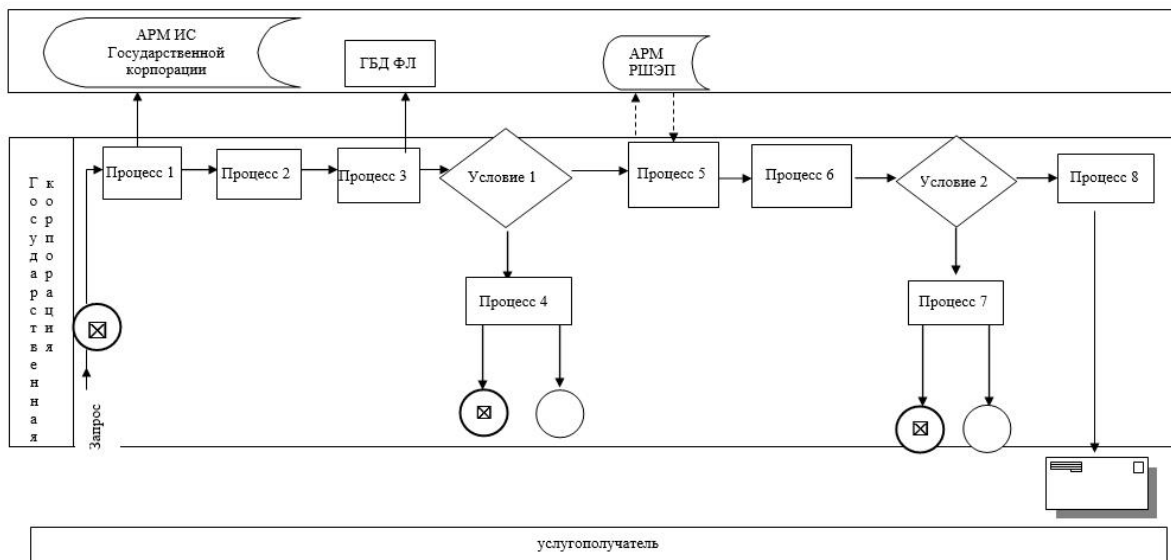 АРМ ИС
Государственной
корпорации
ГБД ФЛ
АРМ
РШЭП
Государственная
корпорация
Процесс 1
Процесс 2
Процесс 3
Условие 1
Процесс 5
Процесс 6
Условие 2
Процесс 8
Процесс 4
Процесс 7
Запрос
услугополучатель